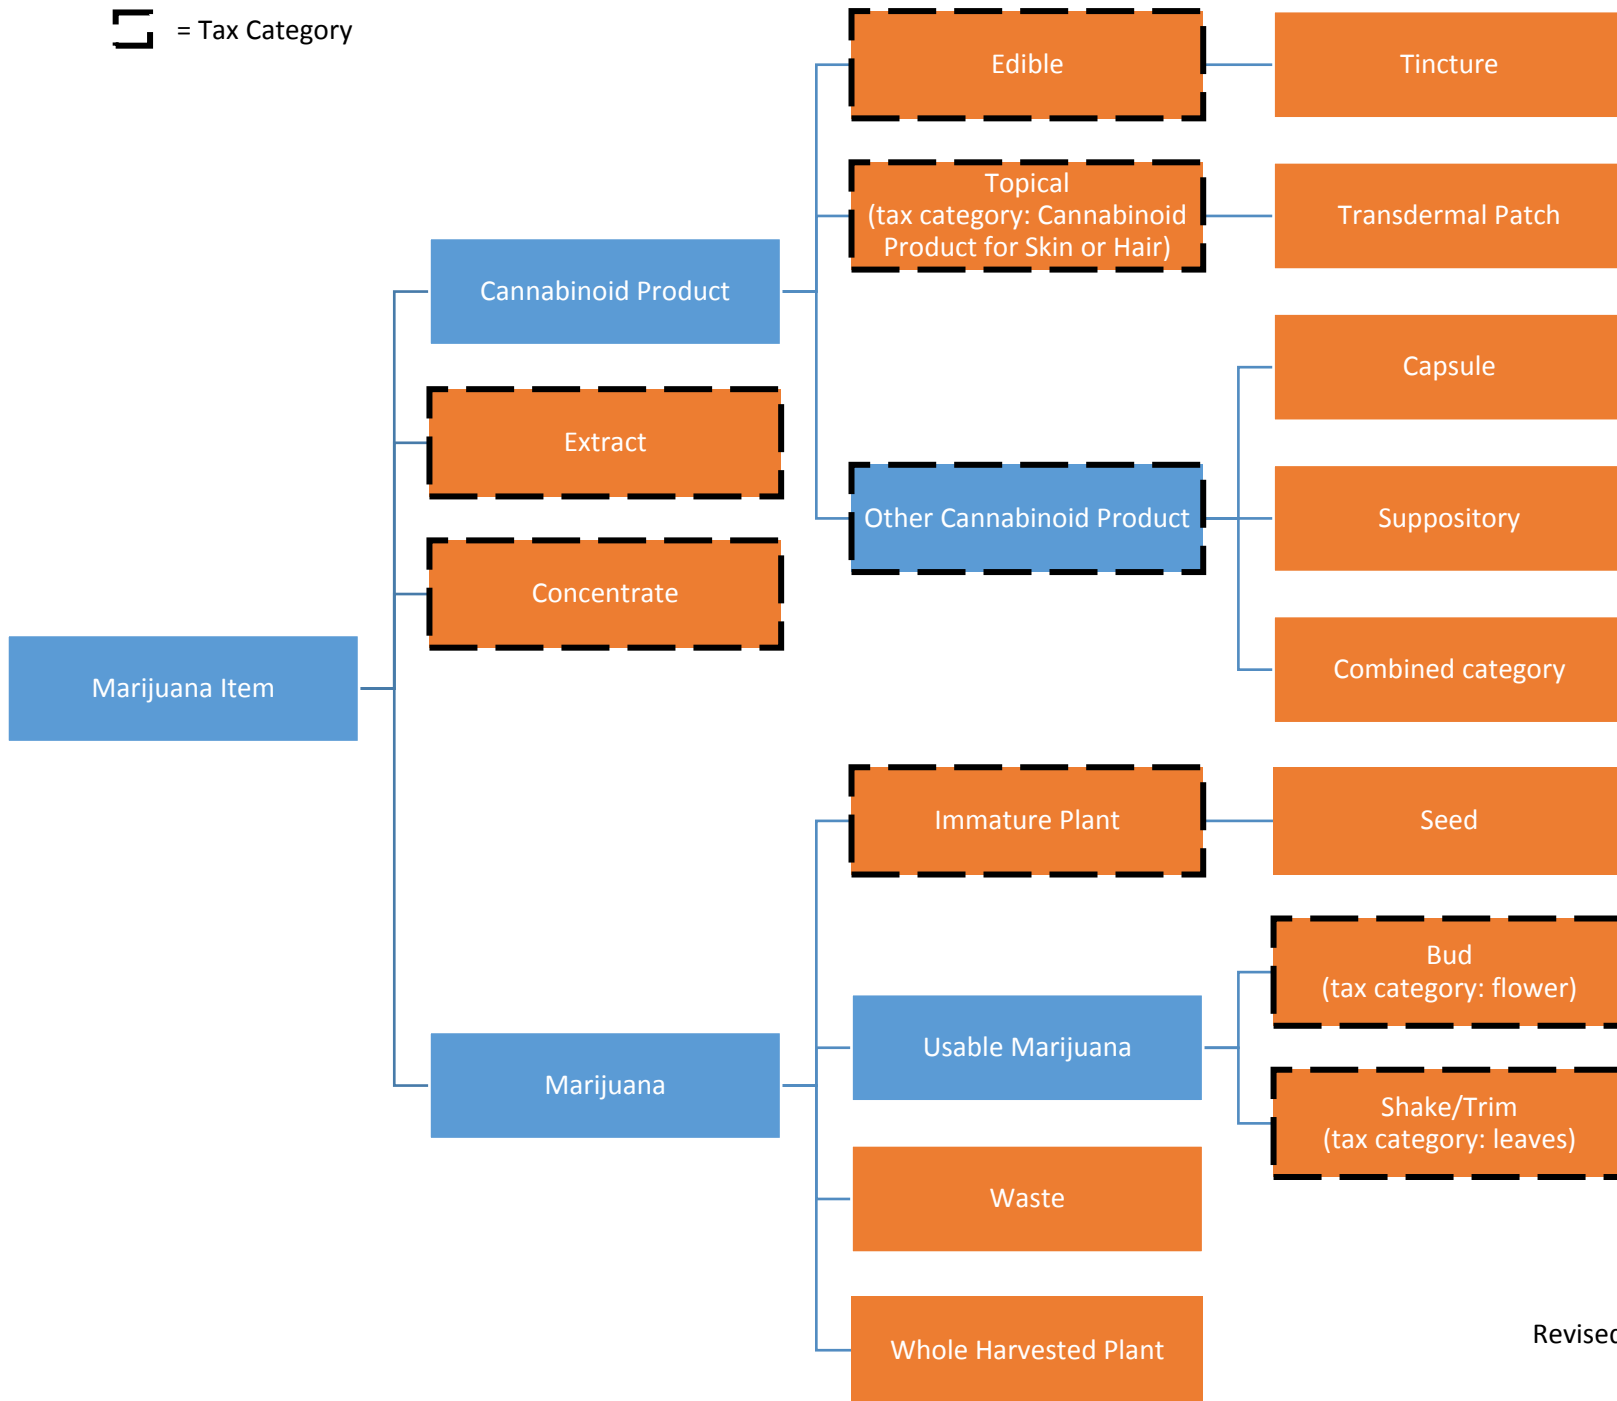 = Tax Category
Edible
Tincture
Topical
(tax category: Cannabinoid
Product for Skin or Hair)
Transdermal Patch
Cannabinoid Product
Capsule
Extract
Other Cannabinoid Product
Suppository
Concentrate
Combined category
Marijuana Item
Immature Plant
Seed
Bud
(tax category: flower)
Usable Marijuana
Marijuana
Shake/Trim
(tax category: leaves)
Waste
Whole Harvested Plant
Revised